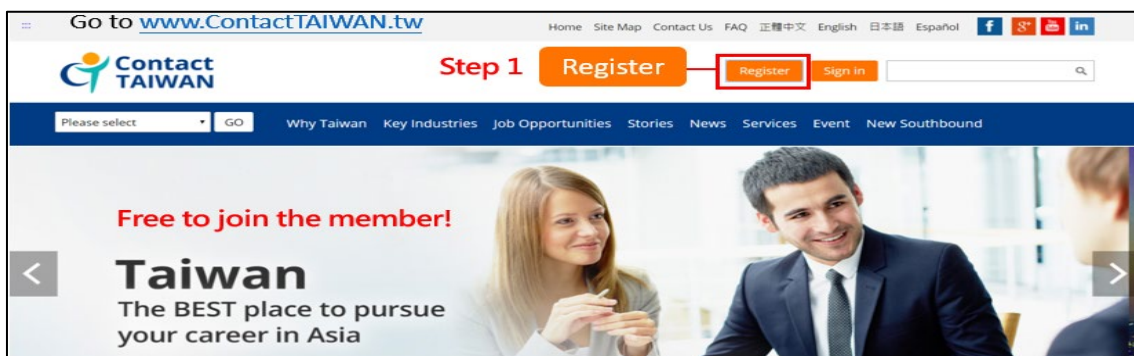 Go to www.ContactTAIWAN.tw
Home Site Map Contact Us FAQ 正體中文 English 日本語 Español f g+ You Tube in
Contact
TAIWAN
Step 1 Register Register Sign in
Please select GO Why Taiwan Key Industries Job Opportunities Stories News Services Event New Southbound
Free to join the member!
Taiwan
The BEST place to pursue
your career in Asia